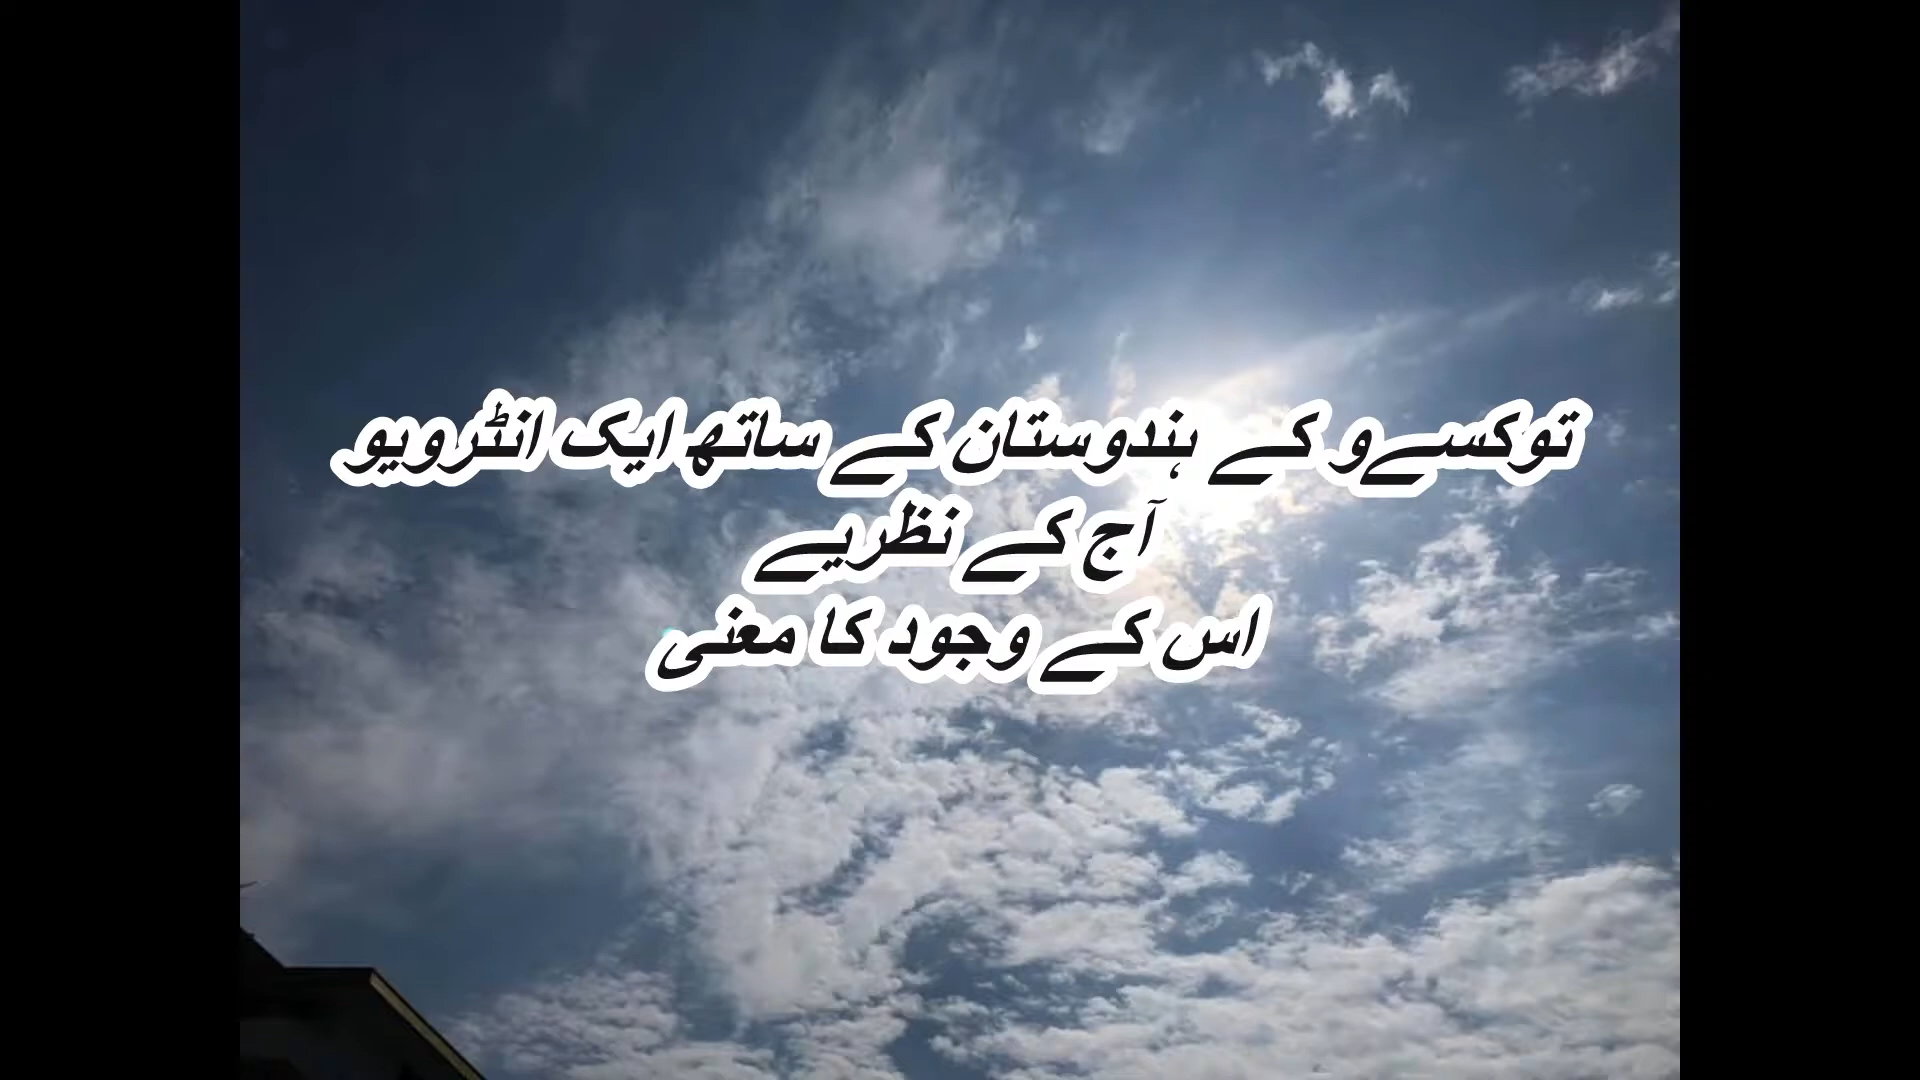 توکسےو کے ہندوستان کے ساتھ ایک انٹرویو
آج کے نظریے
اس کے وجود کا معنی